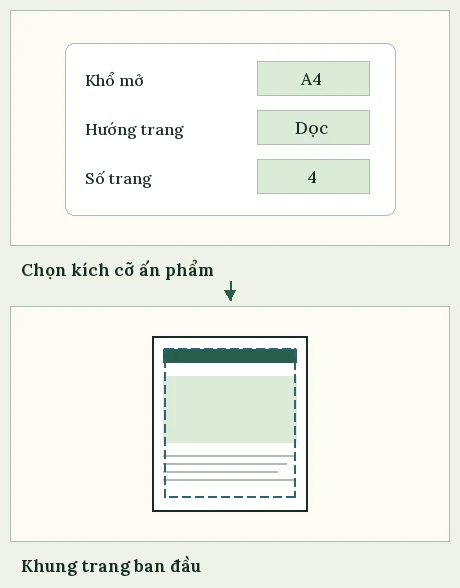 Khổ mở
A4
Hướng trang
Dọc
Số trang
4
Chọn kích cỡ ấn phẩm
Khung trang ban đầu